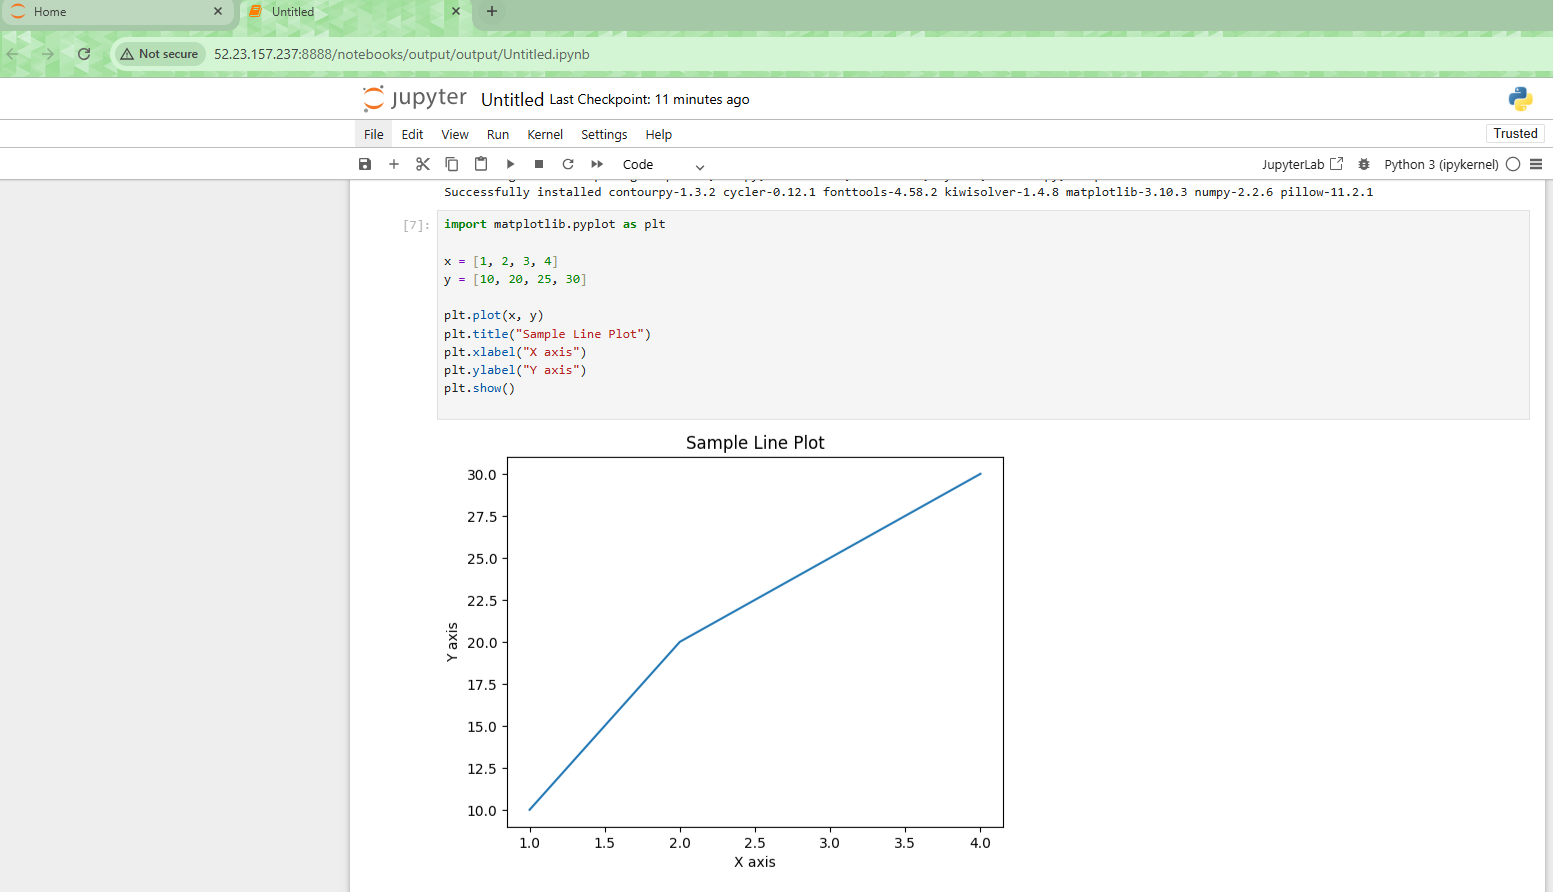 Home
Untitled
Not secure
52.23.157.237:8888/notebooks/output/output/Untitled.ipynb
jupyter Untitled Last Checkpoint: 11 minutes ago
File Edit View Run Kernel Settings Help
Trusted
Code
JupyterLab
Python 3 (ipykernel)
Successfully installed contourpy-1.3.2 cycler-0.12.1 fonttools-4.58.2 kiwisolver-1.4.8 matplotlib-3.10.3 numpy-2.2.6 pillow-11.2.1
[7]:
import matplotlib.pyplot as plt
x = [1, 2, 3, 4]
y = [10, 20, 25, 30]
plt.plot(x, y)
plt.title("Sample Line Plot")
plt.xlabel("X axis")
plt.ylabel("Y axis")
plt.show()
Sample Line Plot
30.0
27.5
25.0
22.5
20.0
17.5
15.0
12.5
10.0
Y axis
1.0 1.5 2.0 2.5 3.0 3.5 4.0
X axis